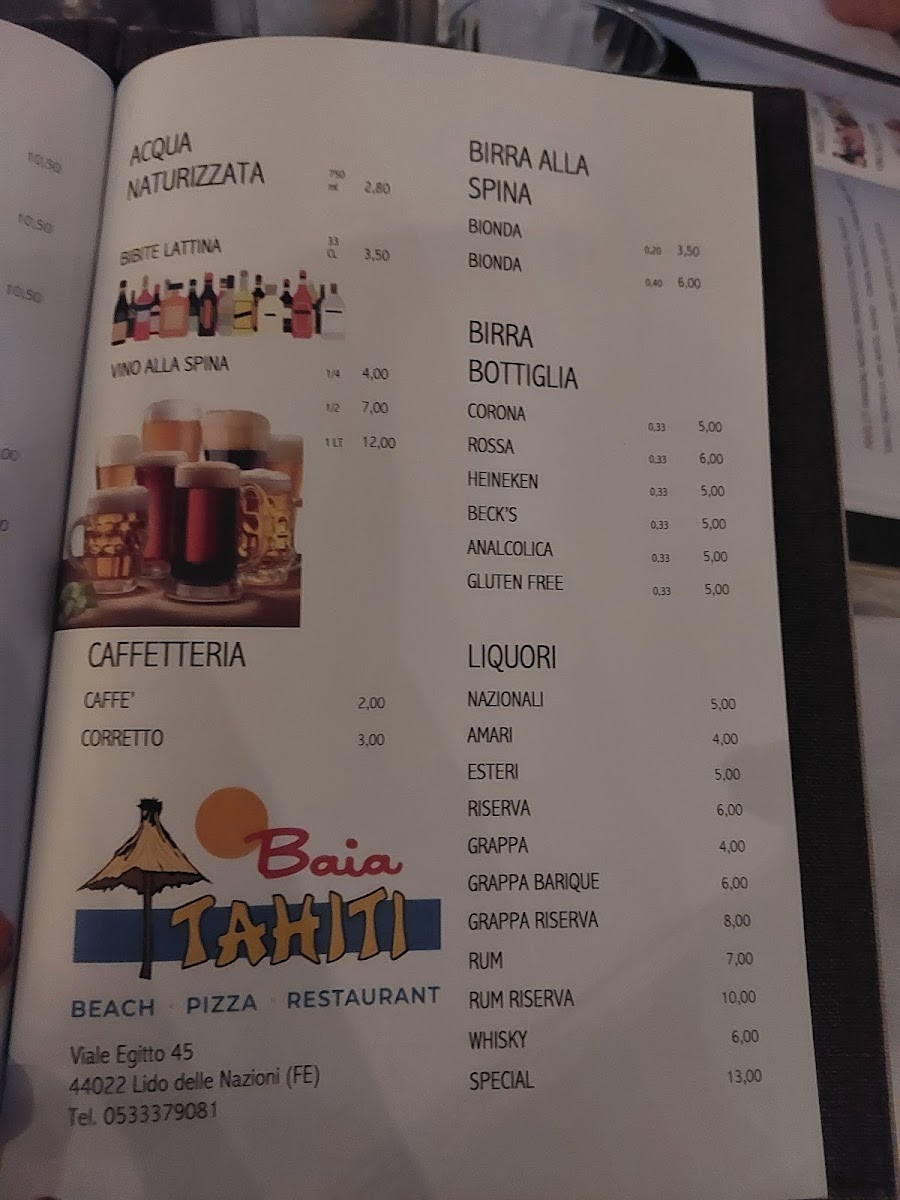 10,50
10,50
10,50
ACQUA
NATURIZZATA
750
ml 2,80
BIBITE LATTINA
33
CL 3,50
VINO ALLA SPINA
1/4 4,00
1/2 7,00
1 LT 12,00
CAFFETTERIA
CAFFE' 2,00
CORRETTO 3,00
Baia
TAHITI
BEACH · PIZZA · RESTAURANT
Viale Egitto 45
44022 Lido delle Nazioni (FE)
Tel. 0533379081
BIRRA ALLA
SPINA
BIONDA 0,20 3,50
BIONDA 0,40 6,00
BIRRA
BOTTIGLIA
CORONA 0,33 5,00
ROSSA 0,33 6,00
HEINEKEN 0,33 5,00
BECK'S 0,33 5,00
ANALCOLICA 0,33 5,00
GLUTEN FREE 0,33 5,00
LIQUORI
NAZIONALI 5,00
AMARI 4,00
ESTERI 5,00
RISERVA 6,00
GRAPPA 4,00
GRAPPA BARIQUE 6,00
GRAPPA RISERVA 8,00
RUM 7,00
RUM RISERVA 10,00
WHISKY 6,00
SPECIAL 13,00